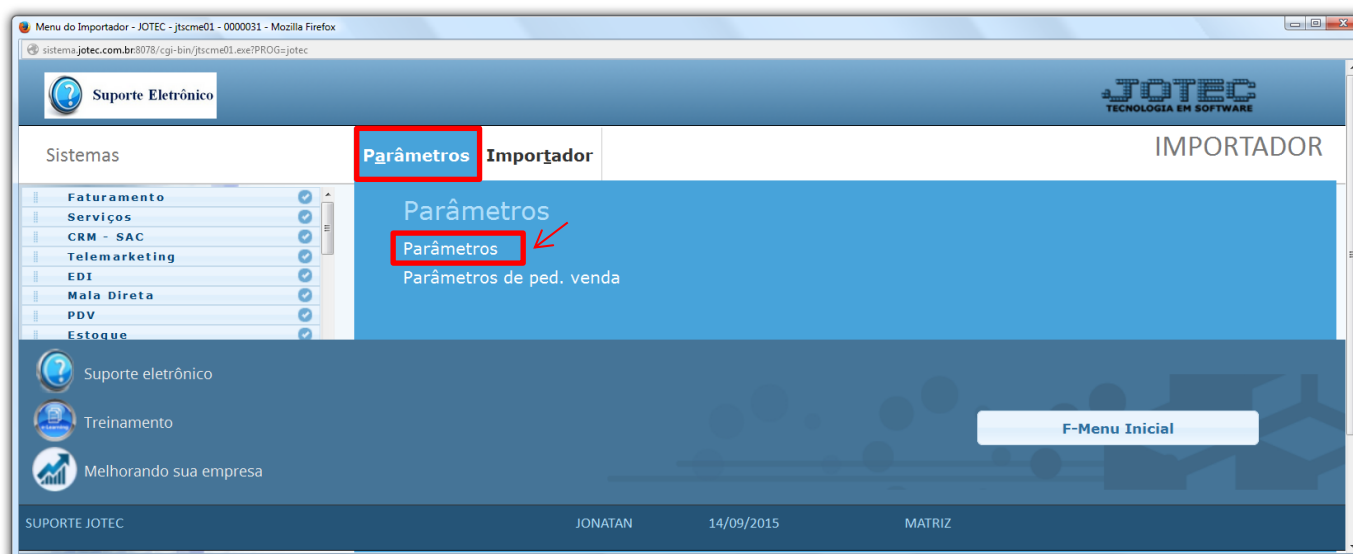 Menu do Importador - JOTEC - jtscme01 - 0000031 - Mozilla Firefox
sistema.jotec.com.br:8078/cgi-bin/jtscme01.exe?PROG=jotec
Suporte Eletrônico
JOTEC
TECNOLOGIA EM SOFTWARE
Sistemas
Parâmetros Importador
IMPORTADOR
Faturamento
Serviços
CRM - SAC
Telemarketing
EDI
Mala Direta
PDV
Estoque
Parâmetros
Parâmetros
Parâmetros de ped. venda
Suporte eletrônico
Treinamento
Melhorando sua empresa
F-Menu Inicial
SUPORTE JOTEC JONATAN 14/09/2015 MATRIZ